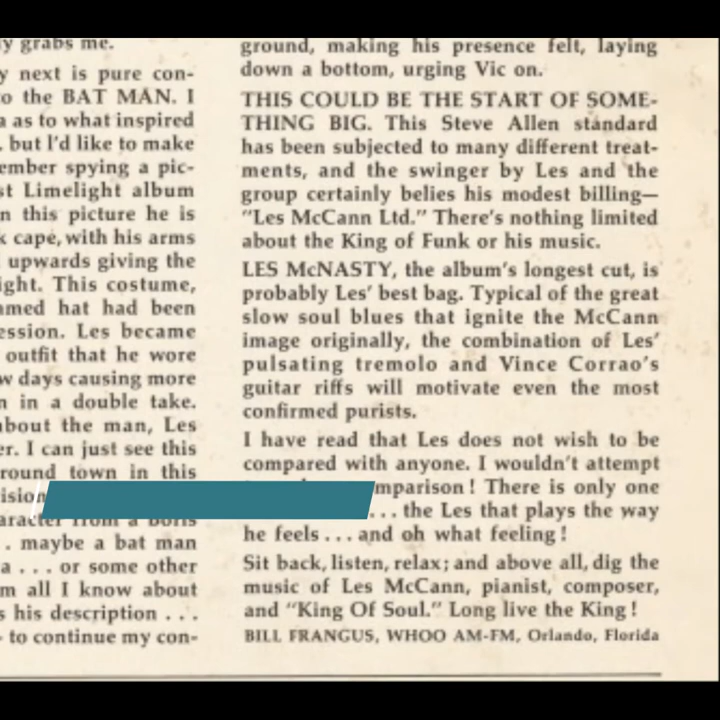 y grabs me.
y next is pure con-
o the BAT MAN. I
a as to what inspired
. but I'd like to make
ember spying a pic-
st Limelight album
n this picture he is
k cape, with his arms
upwards giving the
ight. This costume,
amed hat had been
ession. Les became
outfit that he wore
w days causing more
n in a double take.
about the man, Les
er. I can just see this
round town in this
ision
aracter from a Boris
. maybe a bat man
a . . . or some other
m all I know about
s his description . . .
- to continue my con-
ground, making his presence felt, laying
down a bottom, urging Vic on.
THIS COULD BE THE START OF SOME-
THING BIG. This Steve Allen standard
has been subjected to many different treat-
ments, and the swinger by Les and the
group certainly belies his modest billing—
"Les McCann Ltd." There's nothing limited
about the King of Funk or his music.
LES McNASTY, the album's longest cut, is
probably Les' best bag. Typical of the great
slow soul blues that ignite the McCann
image originally, the combination of Les'
pulsating tremolo and Vince Corrao's
guitar riffs will motivate even the most
confirmed purists.
I have read that Les does not wish to be
compared with anyone. I wouldn't attempt
mparison ! There is only one
. . . the Les that plays the way
he feels . . . and oh what feeling !
Sit back, listen, relax; and above all, dig the
music of Les McCann, pianist, composer,
and "King Of Soul." Long live the King !
BILL FRANGUS, WHOO AM-FM, Orlando, Florida